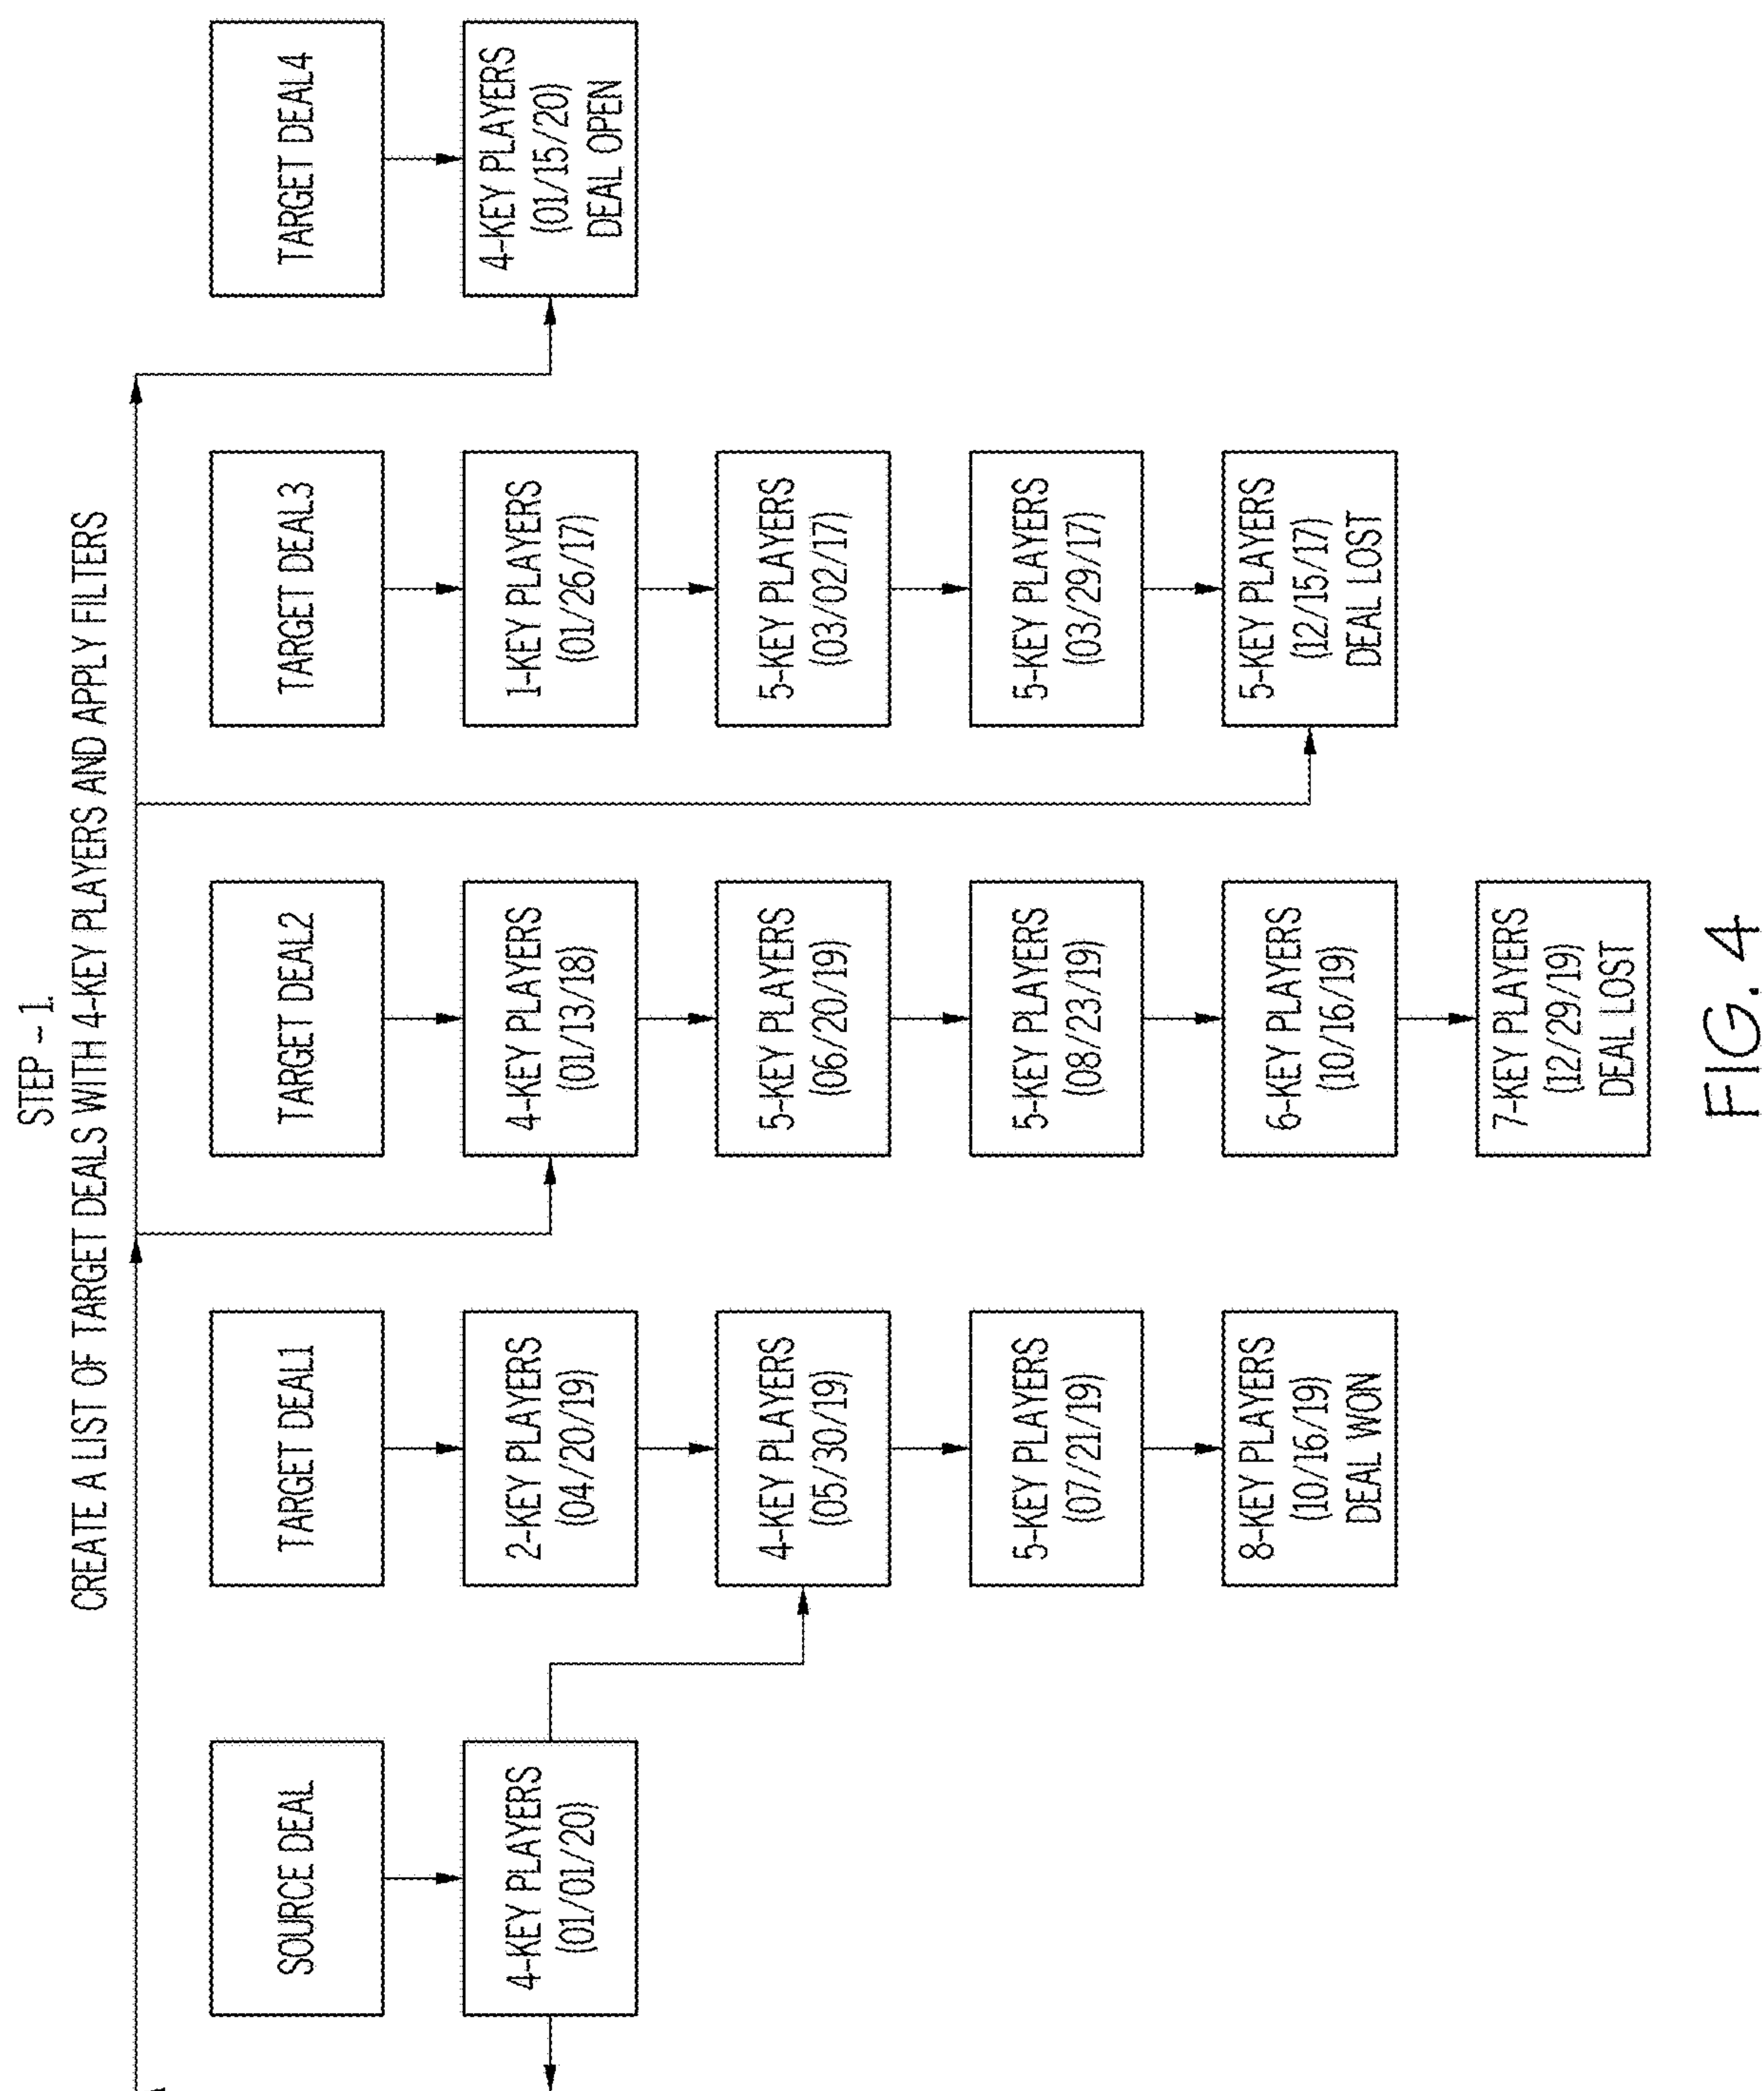 STEP - 1
CREATE A LIST OF TARGET DEALS WITH 4-KEY PLAYERS AND APPLY FILTERS
SOURCE DEAL
4-KEY PLAYERS
(01/01/20)
TARGET DEAL1
2-KEY PLAYERS
(04/20/19)
4-KEY PLAYERS
(05/30/19)
5-KEY PLAYERS
(07/21/19)
8-KEY PLAYERS
(10/16/19)
DEAL WON
TARGET DEAL2
4-KEY PLAYERS
(01/13/18)
5-KEY PLAYERS
(06/20/19)
5-KEY PLAYERS
(08/23/19)
6-KEY PLAYERS
(10/16/19)
7-KEY PLAYERS
(12/29/19)
DEAL LOST
TARGET DEAL3
1-KEY PLAYERS
(01/26/17)
5-KEY PLAYERS
(03/02/17)
5-KEY PLAYERS
(03/29/17)
5-KEY PLAYERS
(12/15/17)
DEAL LOST
TARGET DEAL4
4-KEY PLAYERS
(01/15/20)
DEAL OPEN
FIG. 4